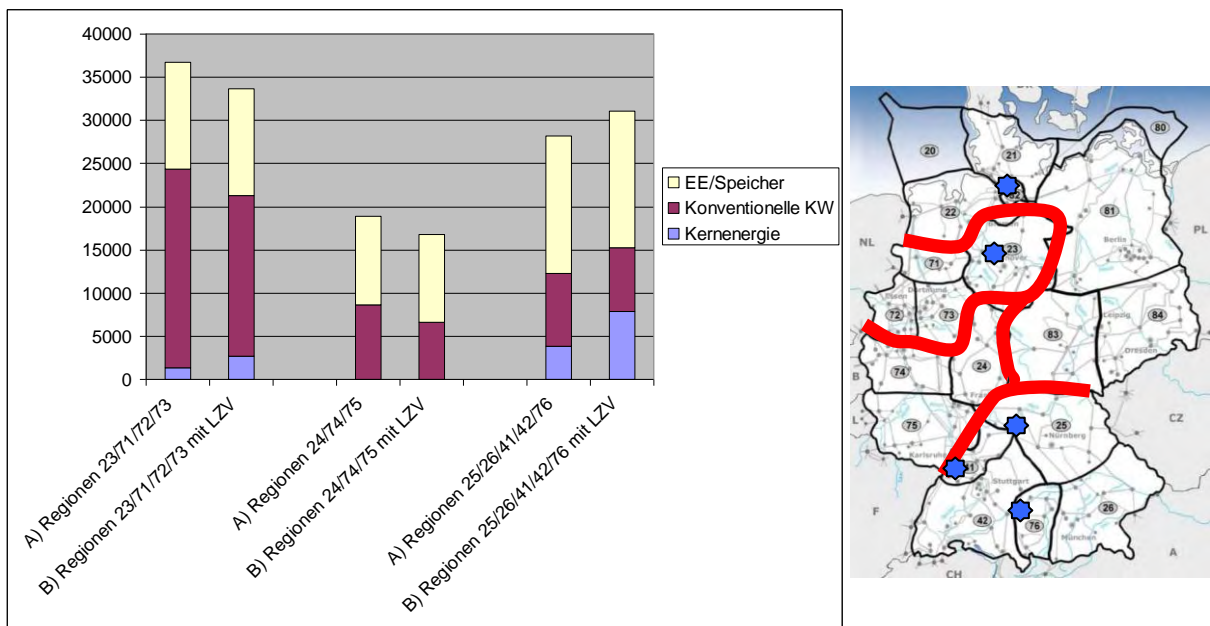 40000
35000
30000
25000
20000
15000
10000
5000
0
A) Regionen 23/71/72/73
B) Regionen 23/71/72/73 mit LZV
A) Regionen 24/74/75
B) Regionen 24/74/75 mit LZV
A) Regionen 25/26/41/42/76
B) Regionen 25/26/41/42/76 mit LZV
EE/Speicher
Konventionelle KW
Kernenergie
80
20
21
22
81
NL
PL
23
71
Berlin
Dortmund
Essen
72
73
Leipzig
84
83
Dresden
24
B
74
L
75
25
CZ
Nürnberg
Karlsruhe
Stuttgart
F
42
76
26
München
CH
A